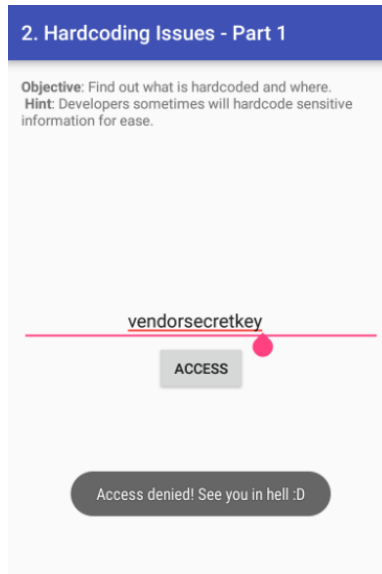 2. Hardcoding Issues - Part 1
Objective: Find out what is hardcoded and where.
Hint: Developers sometimes will hardcode sensitive
information for ease.
vendorsecretkey
ACCESS
Access denied! See you in hell :D